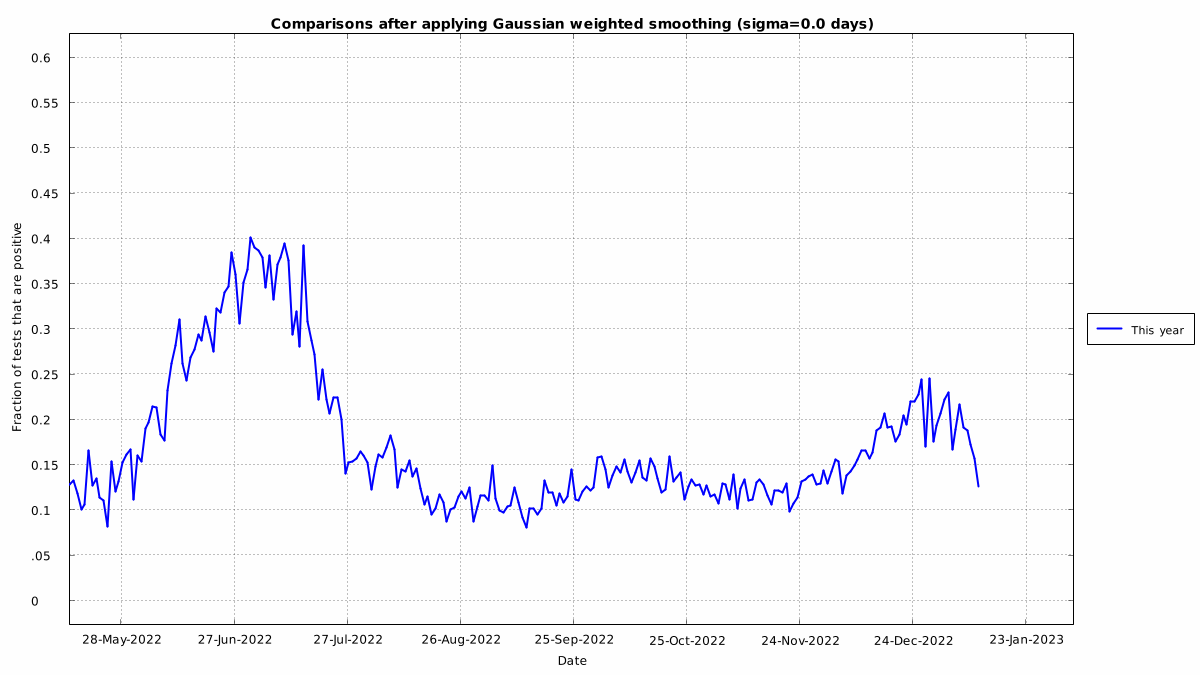 Comparisons after applying Gaussian weighted smoothing (sigma=0.0 days)
0.6
0.55
0.5
0.45
0.4
0.35
0.3
0.25
0.2
0.15
0.1
.05
0
Fraction of tests that are positive
This year
28-May-2022 27-Jun-2022 27-Jul-2022 26-Aug-2022 25-Sep-2022 25-Oct-2022 24-Nov-2022 24-Dec-2022 23-Jan-2023
Date